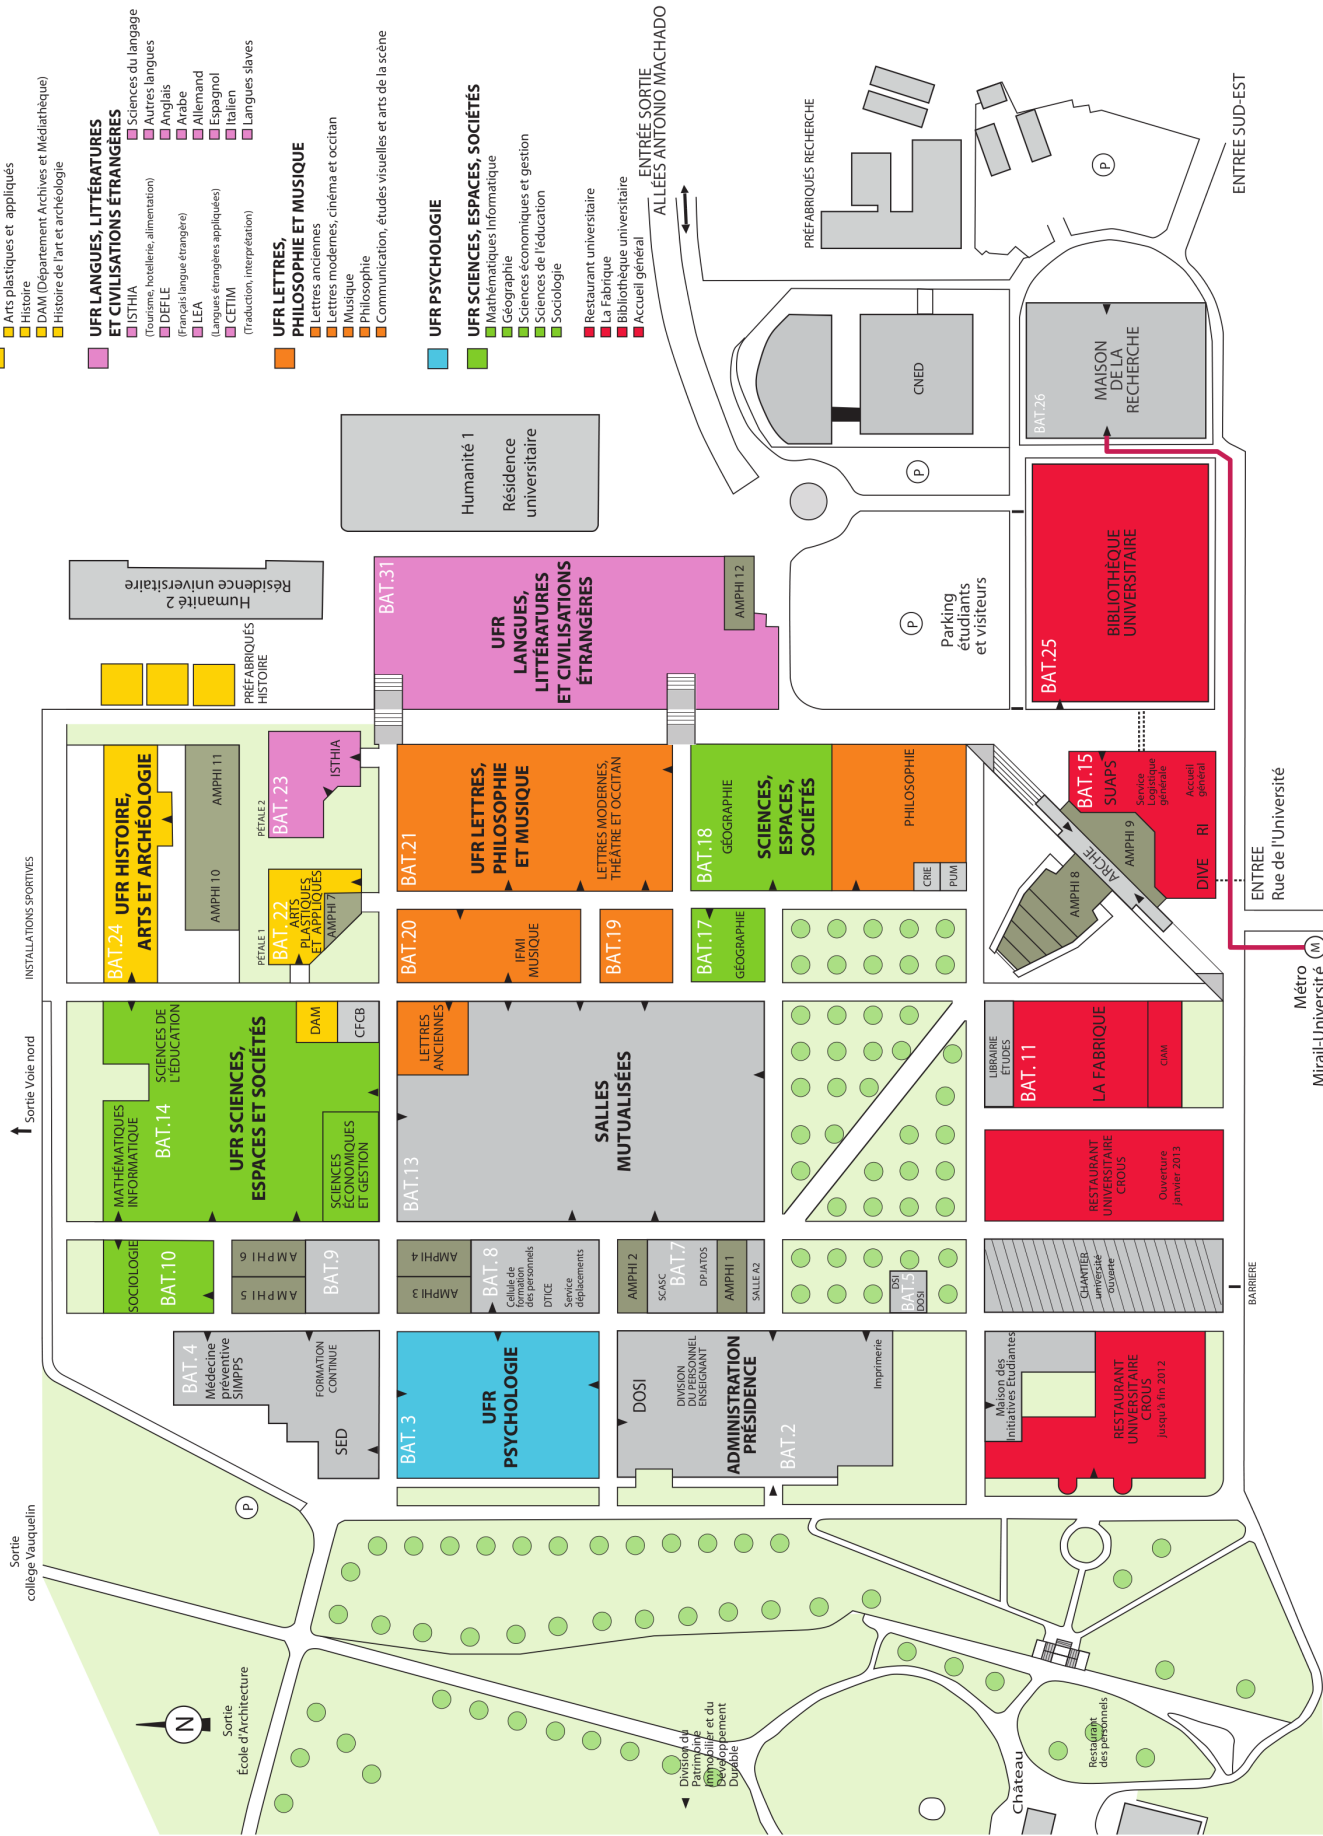 Arts plastiques et appliqués
Histoire
DAM (Département Archives et Médiathèque)
Histoire de l'art et archéologie
UFR LANGUES, LITTÉRATURES
ET CIVILISATIONS ÉTRANGÈRES
ISTHIA
(Tourisme, hotellerie, alimentation)
DEFLE
(Français langue étrangère)
LEA
(Langues étrangères appliquées)
CETIM
(Traduction, interprétation)
Sciences du langage
Autres langues
Anglais
Arabe
Allemand
Espagnol
Italien
Langues slaves
UFR LETTRES,
PHILOSOPHIE ET MUSIQUE
Lettres anciennes
Lettres modernes, cinéma et occitan
Musique
Philosophie
Communication, études visuelles et arts de la scène
UFR PSYCHOLOGIE
UFR SCIENCES, ESPACES, SOCIÉTÉS
Mathématiques Informatique
Géographie
Sciences économiques et gestion
Sciences de l'éducation
Sociologie
Restaurant universitaire
La Fabrique
Bibliothèque universitaire
Accueil général
ENTRÉE SORTIE
ALLÉES ANTONIO MACHADO
PRÉFABRIQUÉS RECHERCHE
P
ENTREE SUD-EST
CNED
BAT.26
MAISON
DE LA
RECHERCHE
P
Humanité 1
Résidence
universitaire
Humanité 2
Résidence universitaire
PRÉFABRIQUÉS
HISTOIRE
BAT.31
UFR
LANGUES,
LITTÉRATURES
ET CIVILISATIONS
ÉTRANGÈRES
AMPHI 12
P
Parking
étudiants
et visiteurs
BAT.25
BIBLIOTHÈQUE
UNIVERSITAIRE
INSTALLATIONS SPORTIVES
BAT.24
UFR HISTOIRE,
ARTS ET ARCHÉOLOGIE
AMPHI 10
AMPHI 11
PÉTALE 2
BAT.23
ISTHIA
PÉTALE 1
BAT.22
ARTS
PLASTIQUES
ET APPLIQUÉS
AMPHI 7
BAT.21
UFR LETTRES,
PHILOSOPHIE
ET MUSIQUE
LETTRES MODERNES,
THÉÂTRE ET OCCITAN
BAT.20
IFMI
MUSIQUE
BAT.19
BAT.18
GÉOGRAPHIE
SCIENCES,
ESPACES,
SOCIÉTÉS
PHILOSOPHIE
CRIE
PUM
BAT.17
GÉOGRAPHIE
BAT.15
SUAPS
Service
Logistique
générale
Accueil
général
DIVE
RI
AMPHI 9
ARCHE
AMPHI 8
ENTREE
Rue de l'Université
M
Métro
Mirail-Université
Sortie Voie nord
SCIENCES DE
L'ÉDUCATION
MATHÉMATIQUES
INFORMATIQUE
BAT.14
UFR SCIENCES,
ESPACES ET SOCIÉTÉS
DAM
CFCB
SCIENCES
ÉCONOMIQUES
ET GESTION
LETTRES
ANCIENNES
BAT.13
SALLES
MUTUALISÉES
LIBRAIRIE
ÉTUDES
BAT. 11
LA FABRIQUE
CIAM
RESTAURANT
UNIVERSITAIRE
CROUS
Ouverture
janvier 2013
SOCIOLOGIE
BAT.10
AMPHI 6
AMPHI 5
BAT.9
AMPHI 4
AMPHI 3
BAT. 8
Cellule de
formation
des personnels
DTICE
Service
déplacements
AMPHI 2
SCASC
BAT.7
DPJATOS
AMPHI 1
SALLE A2
DSI
BAT.5
DOSI
CHANTIER
université
ouverte
BARRIERE
BAT. 4
Médecine
préventive
SIMPPS
FORMATION
CONTINUE
SED
BAT. 3
UFR
PSYCHOLOGIE
DOSI
DIVISION
DU PERSONNEL
ENSEIGNANT
ADMINISTRATION
PRÉSIDENCE
BAT.2
Imprimerie
Maison des
Initiatives Etudiantes
RESTAURANT
UNIVERSITAIRE
CROUS
jusqu'à fin 2012
P
Sortie
collège Vauquelin
N
Sortie
École d'Architecture
Division du
Patrimoine
Immobilier et du
Développement
Durable
Château
Restaurant
des personnels